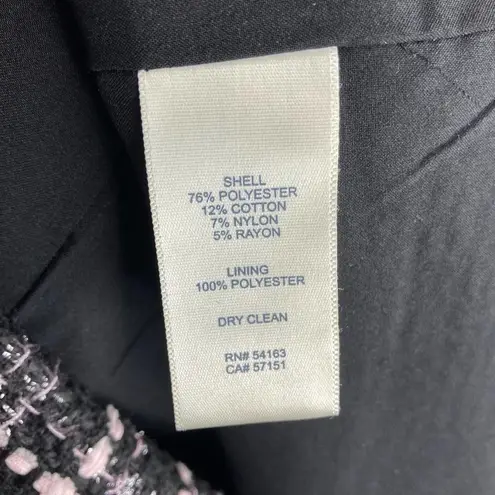 SHELL
76% POLYESTER
12% COTTON
7% NYLON
5% RAYON
LINING
100% POLYESTER
DRY CLEAN
RN# 54163
CA# 57151